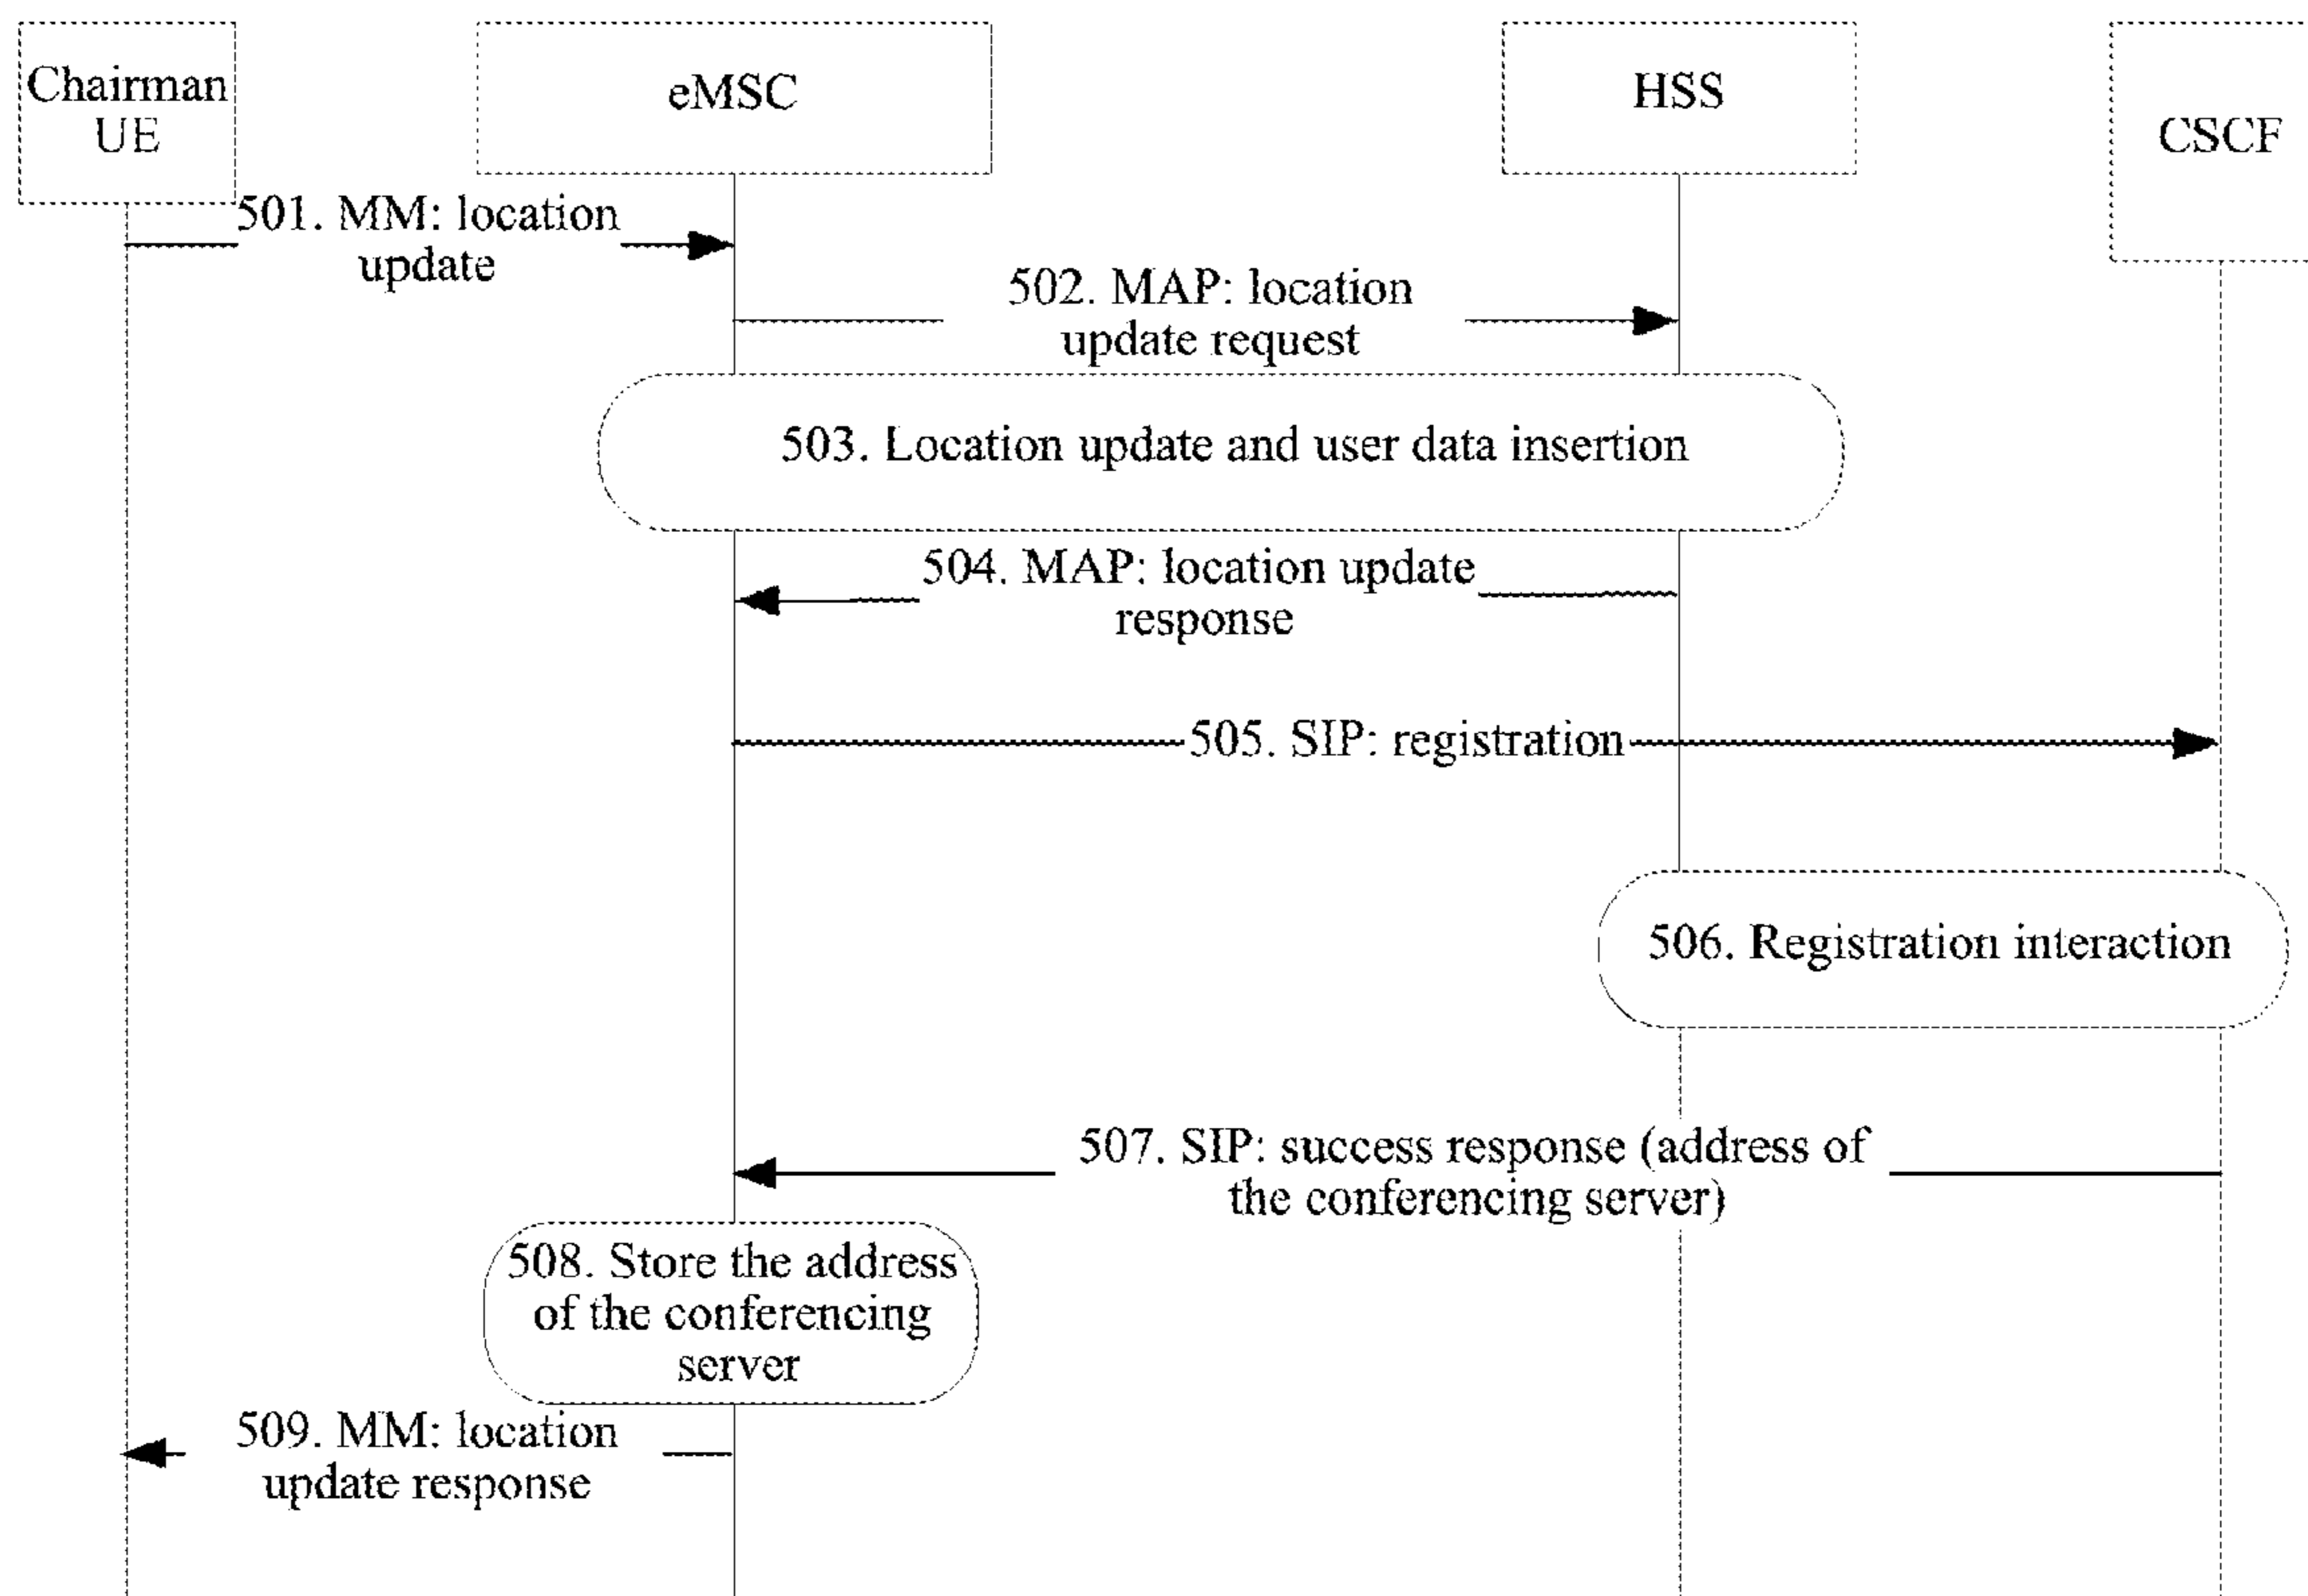 Chairman
UE
eMSC
HSS
CSCF
501. MM: location
update
502. MAP: location
update request
503. Location update and user data insertion
504. MAP: location update
response
505. SIP: registration
506. Registration interaction
507. SIP: success response (address of
the conferencing server)
508. Store the address
of the conferencing
server
509. MM: location
update response